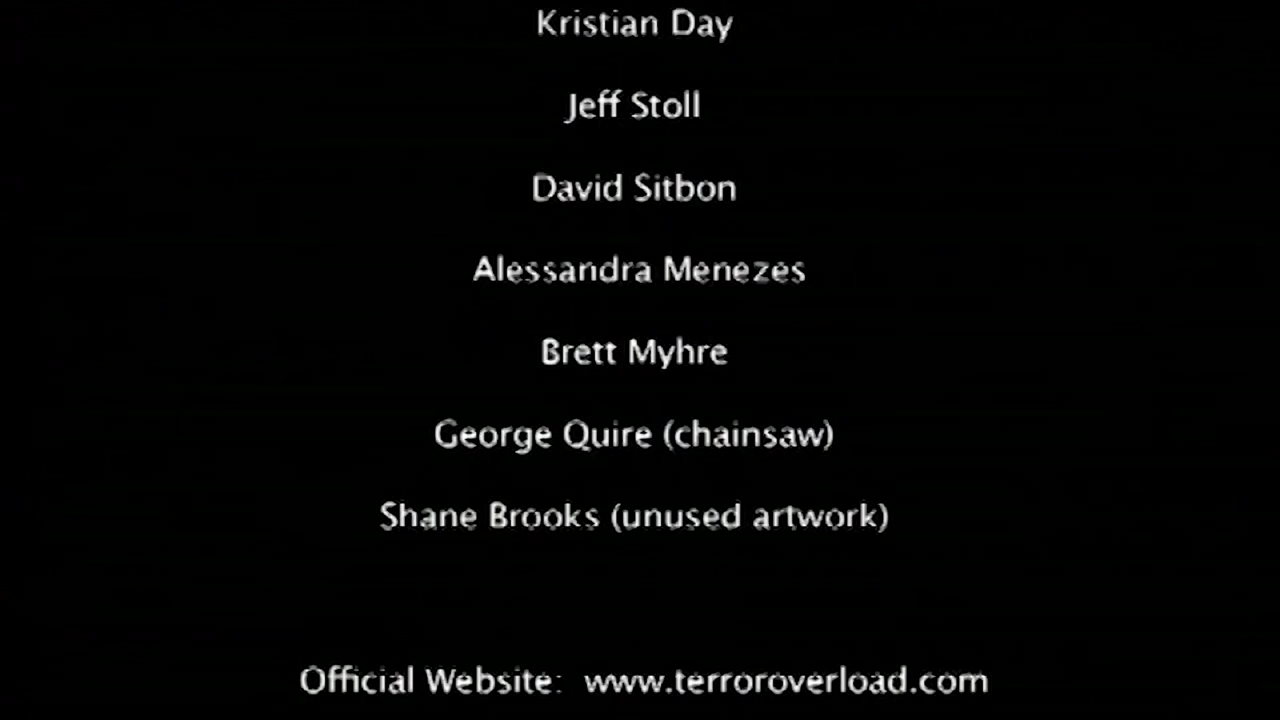 Kristian Day
Jeff Stoll
David Sitbon
Alessandra Menezes
Brett Myhre
George Quire (chainsaw)
Shane Brooks (unused artwork)
Official Website:  www.terroroverload.com